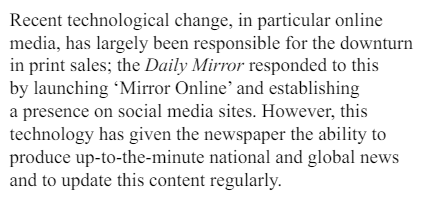 Recent technological change, in particular online
media, has largely been responsible for the downturn
in print sales; the Daily Mirror responded to this
by launching ‘Mirror Online’ and establishing
a presence on social media sites. However, this
technology has given the newspaper the ability to
produce up-to-the-minute national and global news
and to update this content regularly.